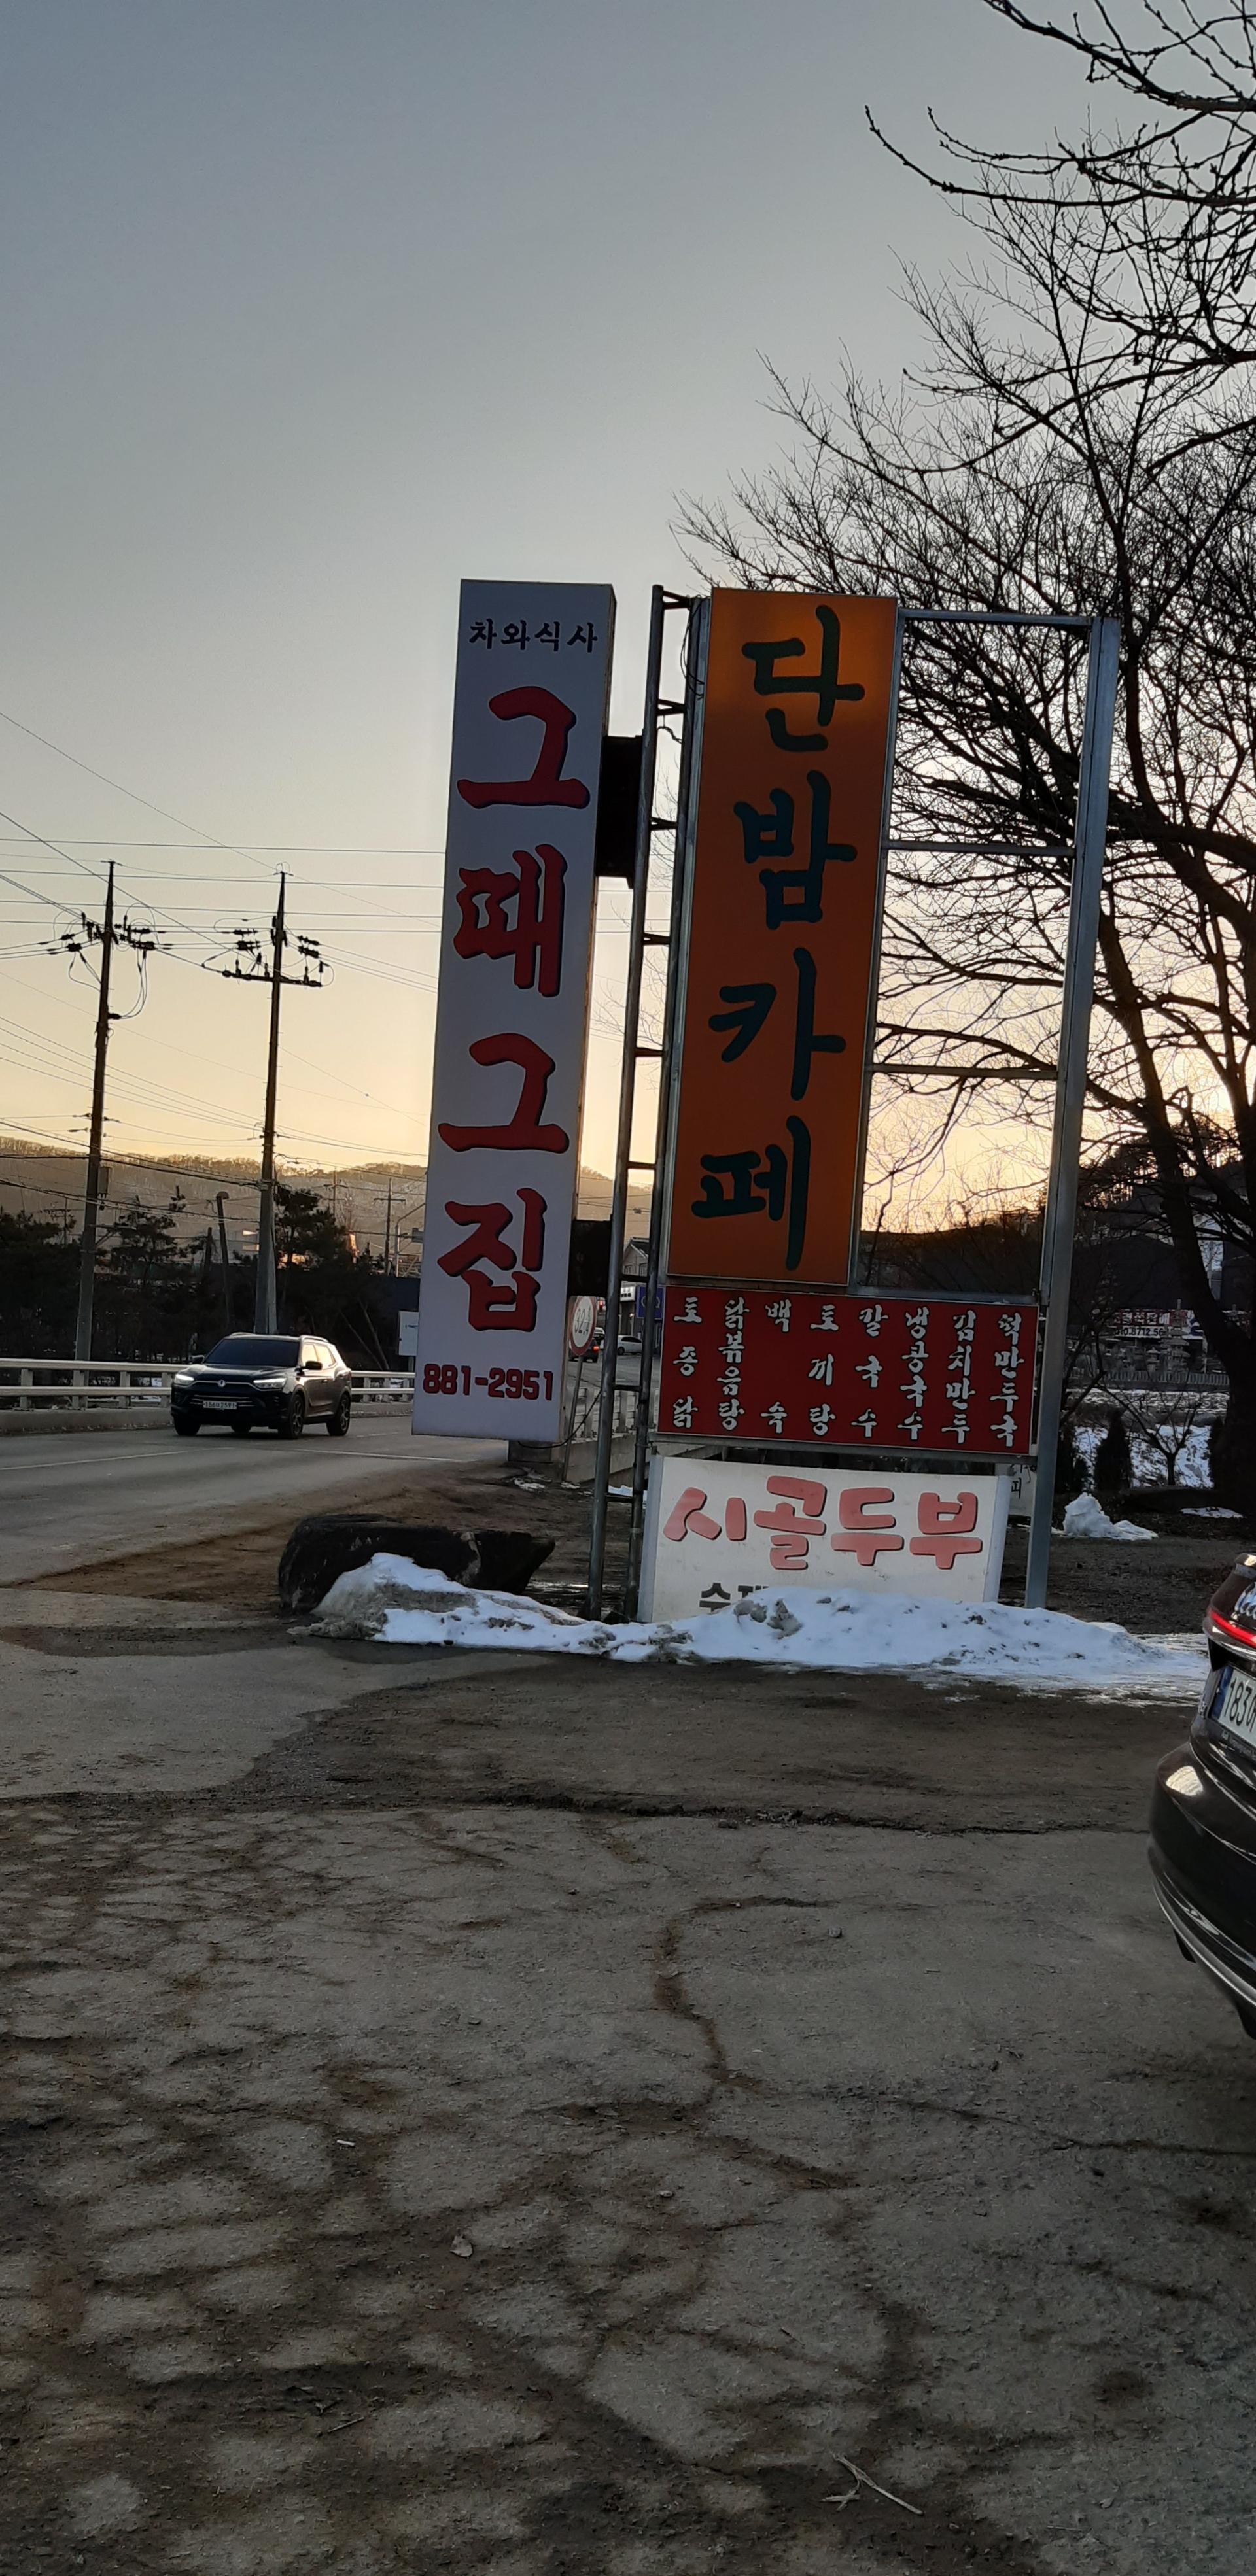 차와식사
그때그집
881-2951
단밤카페
토종닭
닭볶음탕
백숙
토끼탕
칼국수
냉콩국수
김치만두
떡만두국
시골두부